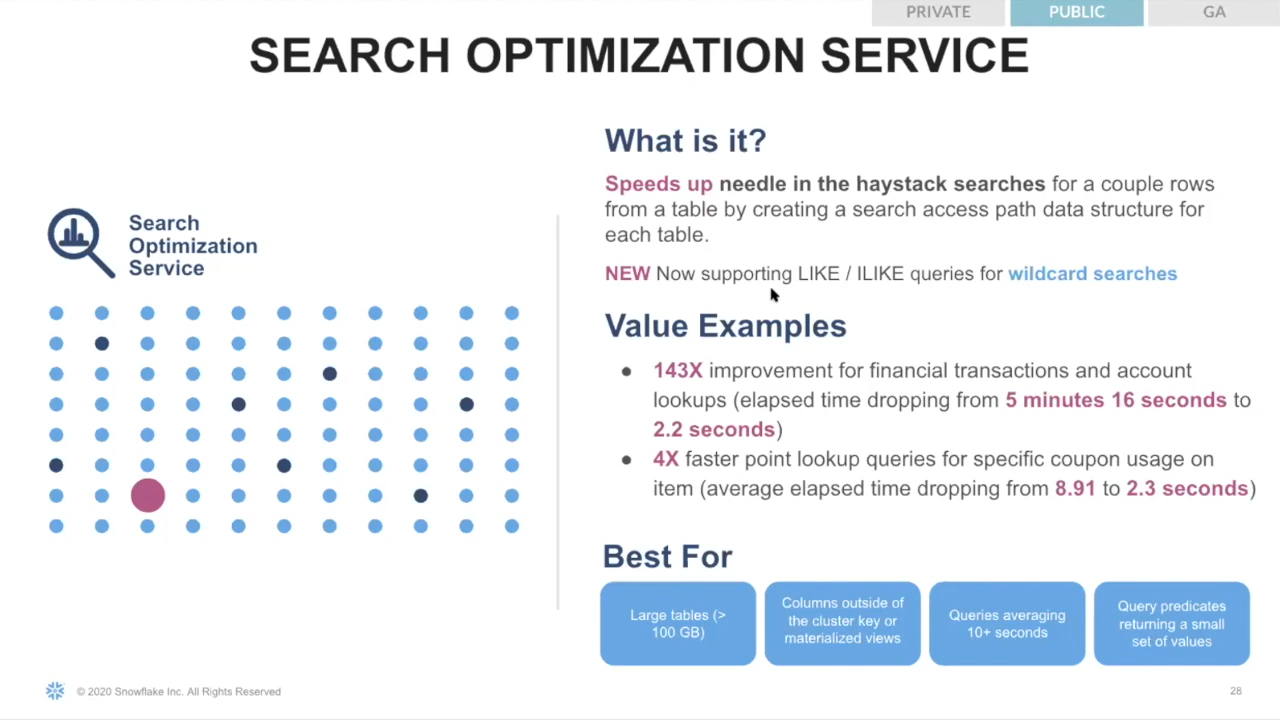 PRIVATE
PUBLIC
GA
SEARCH OPTIMIZATION SERVICE
Search
Optimization
Service
What is it?
Speeds up needle in the haystack searches for a couple rows
from a table by creating a search access path data structure for
each table.
NEW Now supporting LIKE / ILIKE queries for wildcard searches
Value Examples
● 143X improvement for financial transactions and account
lookups (elapsed time dropping from 5 minutes 16 seconds to
2.2 seconds)
● 4X faster point lookup queries for specific coupon usage on
item (average elapsed time dropping from 8.91 to 2.3 seconds)
Best For
Large tables (>
100 GB)
Columns outside of
the cluster key or
materialized views
Queries averaging
10+ seconds
Query predicates
returning a small
set of values
© 2020 Snowflake Inc. All Rights Reserved
28